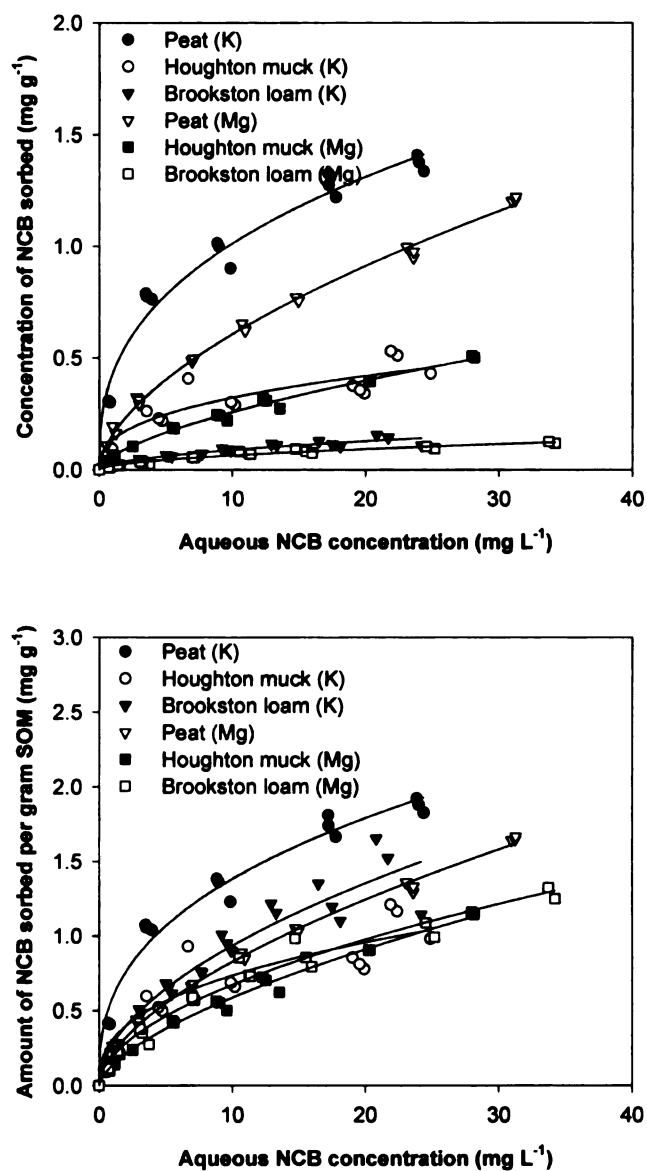 2.0
1.5
1.0
0.5
0.0
Concentration of NCB sorbed (mg g-1)
Peat (K)
Houghton muck (K)
Brookston loam (K)
Peat (Mg)
Houghton muck (Mg)
Brookston loam (Mg)
0 10 20 30 40
Aqueous NCB concentration (mg L-1)
3.0
2.5
2.0
1.5
1.0
0.5
0.0
Amount of NCB sorbed per gram SOM (mg g-1)
Peat (K)
Houghton muck (K)
Brookston loam (K)
Peat (Mg)
Houghton muck (Mg)
Brookston loam (Mg)
0 10 20 30 40
Aqueous NCB concentration (mg L-1)